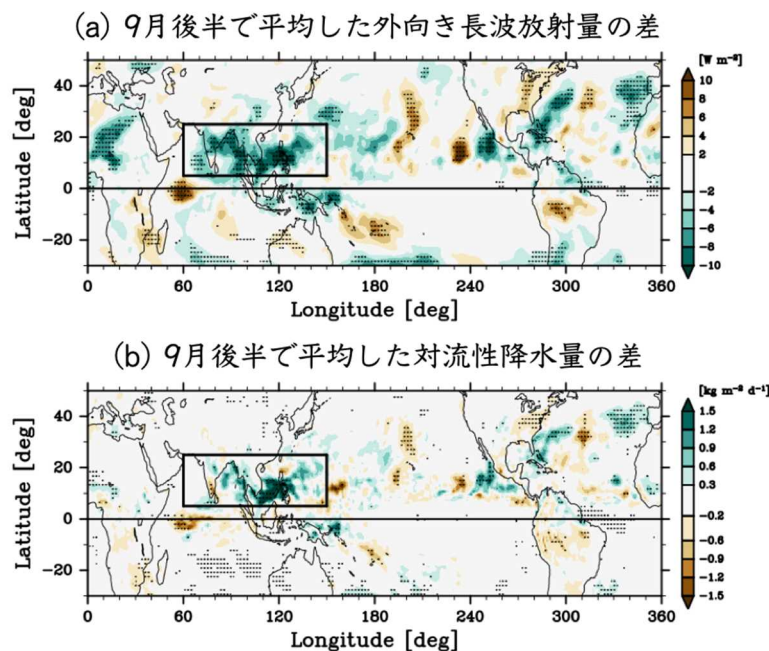 (a) 9月後半で平均した外向き長波放射量の差
[W m⁻²]
40
20
0
−20
Latitude [deg]
0 60 120 180 240 300 360
Longitude [deg]
10
8
6
4
2
−2
−4
−6
−8
−10
(b) 9月後半で平均した対流性降水量の差
[kg m⁻² d⁻¹]
40
20
0
−20
Latitude [deg]
0 60 120 180 240 300 360
Longitude [deg]
1.5
1.2
0.9
0.6
0.3
−0.2
−0.6
−0.9
−1.2
−1.5